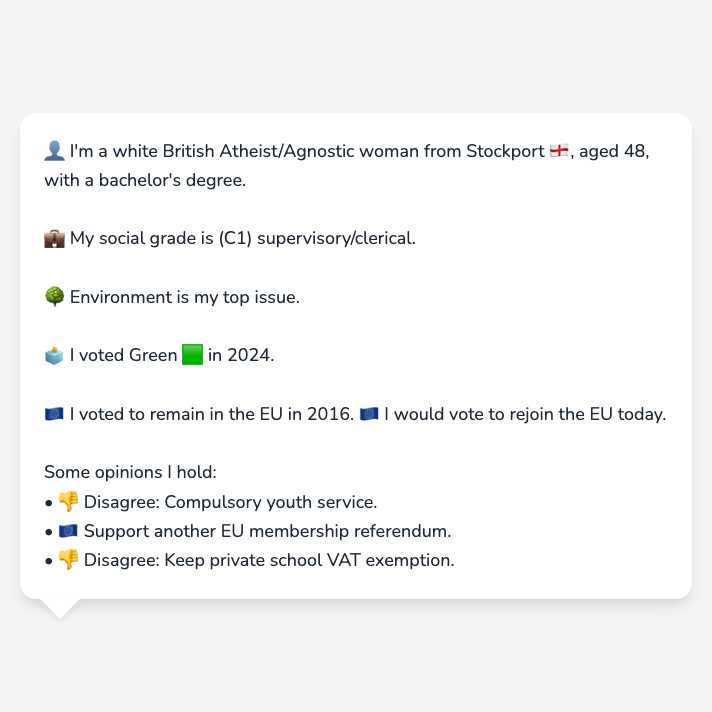 👤 I'm a white British Atheist/Agnostic woman from Stockport 🏴󠁧󠁢󠁥󠁮󠁧󠁿, aged 48,
with a bachelor's degree.
💼 My social grade is (C1) supervisory/clerical.
🌳 Environment is my top issue.
🗳️ I voted Green 🟩 in 2024.
🇪🇺 I voted to remain in the EU in 2016. 🇪🇺 I would vote to rejoin the EU today.
Some opinions I hold:
• 👎 Disagree: Compulsory youth service.
• 🇪🇺 Support another EU membership referendum.
• 👎 Disagree: Keep private school VAT exemption.